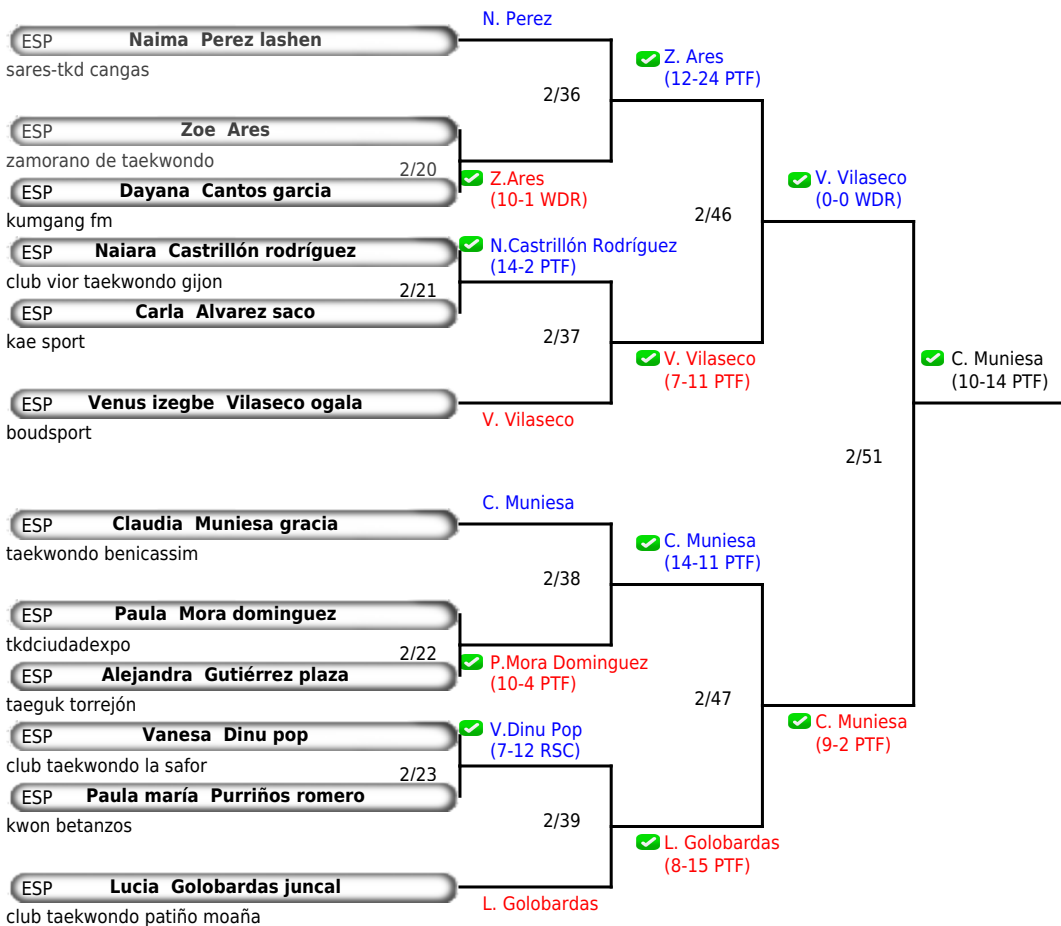 N. Perez
ESP Naima Perez lashen
sares-tkd cangas
Z. Ares
(12-24 PTF)
2/36
ESP Zoe Ares
zamorano de taekwondo
2/20
Z.Ares
(10-1 WDR)
ESP Dayana Cantos garcia
kumgang fm
V. Vilaseco
(0-0 WDR)
2/46
ESP Naiara Castrillón rodríguez
club vior taekwondo gijon
N.Castrillón Rodríguez
(14-2 PTF)
2/21
ESP Carla Alvarez saco
kae sport
2/37
V. Vilaseco
(7-11 PTF)
C. Muniesa
(10-14 PTF)
ESP Venus izegbe Vilaseco ogala
boudsport
V. Vilaseco
2/51
C. Muniesa
ESP Claudia Muniesa gracia
taekwondo benicassim
C. Muniesa
(14-11 PTF)
2/38
ESP Paula Mora dominguez
tkdciudadexpo
2/22
P.Mora Dominguez
(10-4 PTF)
ESP Alejandra Gutiérrez plaza
taeguk torrejón
2/47
C. Muniesa
(9-2 PTF)
ESP Vanesa Dinu pop
club taekwondo la safor
V.Dinu Pop
(7-12 RSC)
2/23
ESP Paula maría Purriños romero
kwon betanzos
2/39
L. Golobardas
(8-15 PTF)
ESP Lucia Golobardas juncal
club taekwondo patiño moaña
L. Golobardas